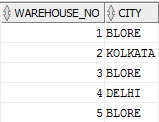 WAREHOUSE_NO CITY
1 BLORE
2 KOLKATA
3 BLORE
4 DELHI
5 BLORE